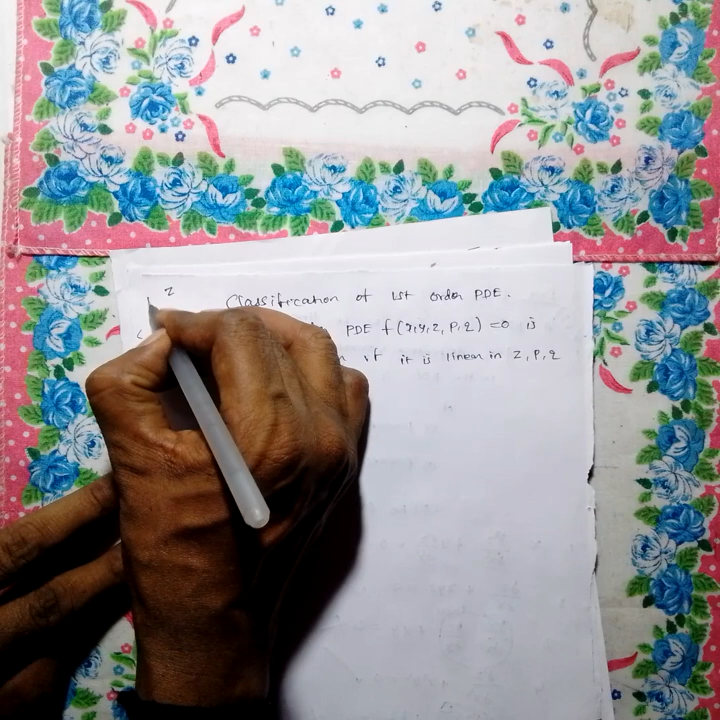 z Classification of 1st order PDE.
PDE f(x,y,z,p,q)=0 is
if it is linear in z, p, q